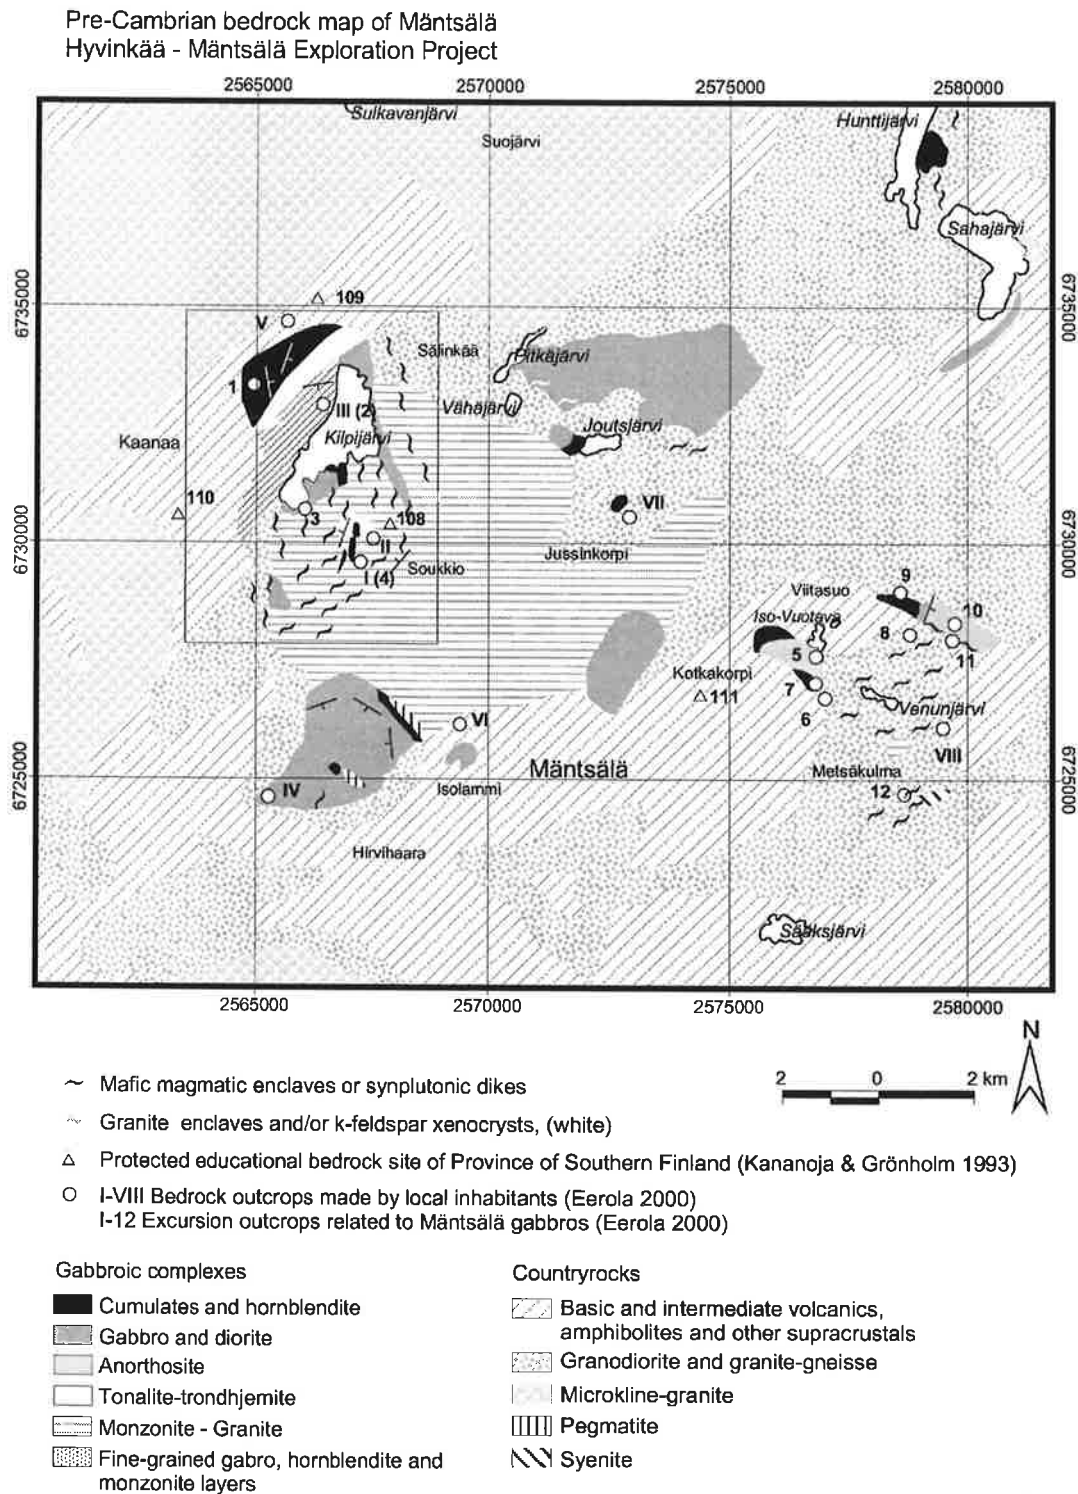 Pre-Cambrian bedrock map of Mäntsälä
Hyvinkää - Mäntsälä Exploration Project
2565000
2570000
2575000
2580000
Sulkavanjärvi
Suojärvi
Hunttijärvi
Sahajärvi
6735000
6735000
109
V
Sälinkää
Pitkäjärvi
1
III (2)
Vähäjärvi
Joutsjärvi
Kaanaa
Kilpijärvi
110
3
108
VII
6730000
6730000
II
Jussinkorpi
I (4)
Soukkio
9
Viitasuo
10
Iso-Vuotava
8
5
11
Kotkakorpi
7
111
6
Venunjärvi
VI
VIII
Mäntsälä
Metsäkulma
6725000
6725000
IV
Isolammi
12
Hirvihaara
Sääksjärvi
2565000
2570000
2575000
2580000
N
2 0 2 km
Mafic magmatic enclaves or synplutonic dikes
Granite enclaves and/or k-feldspar xenocrysts, (white)
Protected educational bedrock site of Province of Southern Finland (Kananoja & Grönholm 1993)
I-VIII Bedrock outcrops made by local inhabitants (Eerola 2000)
I-12 Excursion outcrops related to Mäntsälä gabbros (Eerola 2000)
Gabbroic complexes
Cumulates and hornblendite
Gabbro and diorite
Anorthosite
Tonalite-trondhjemite
Monzonite - Granite
Fine-grained gabro, hornblendite and
monzonite layers
Countryrocks
Basic and intermediate volcanics,
amphibolites and other supracrustals
Granodiorite and granite-gneisse
Microkline-granite
Pegmatite
Syenite